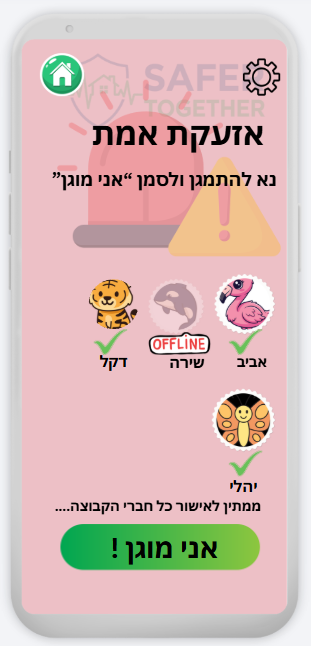 SAFE
TOGETHER
אזעקת אמת
נא להתמגן ולסמן “אני מוגן”
OFFLINE
דקל
שירה
אביב
יהלי
ממתין לאישור כל חברי הקבוצה....
אני מוגן !